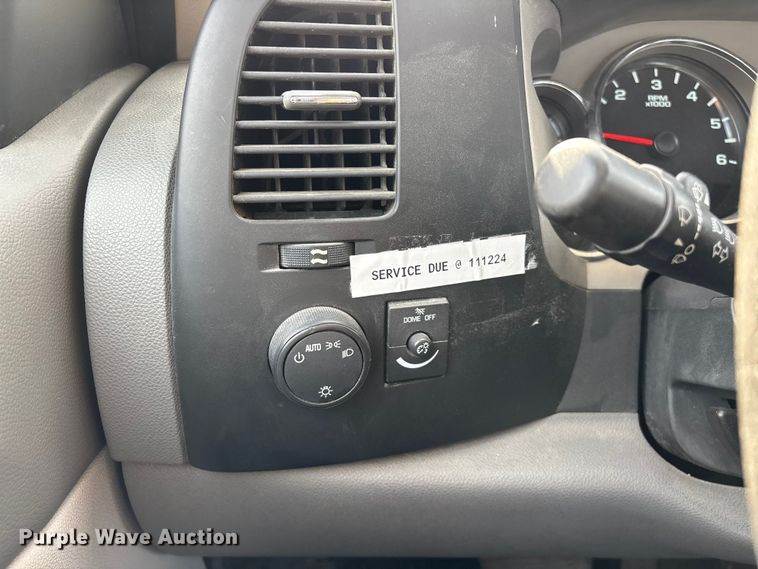 2 3 4 5 6
RPM
x1000
SERVICE DUE @ 111224
DOME OFF
AUTO
Purple Wave Auction